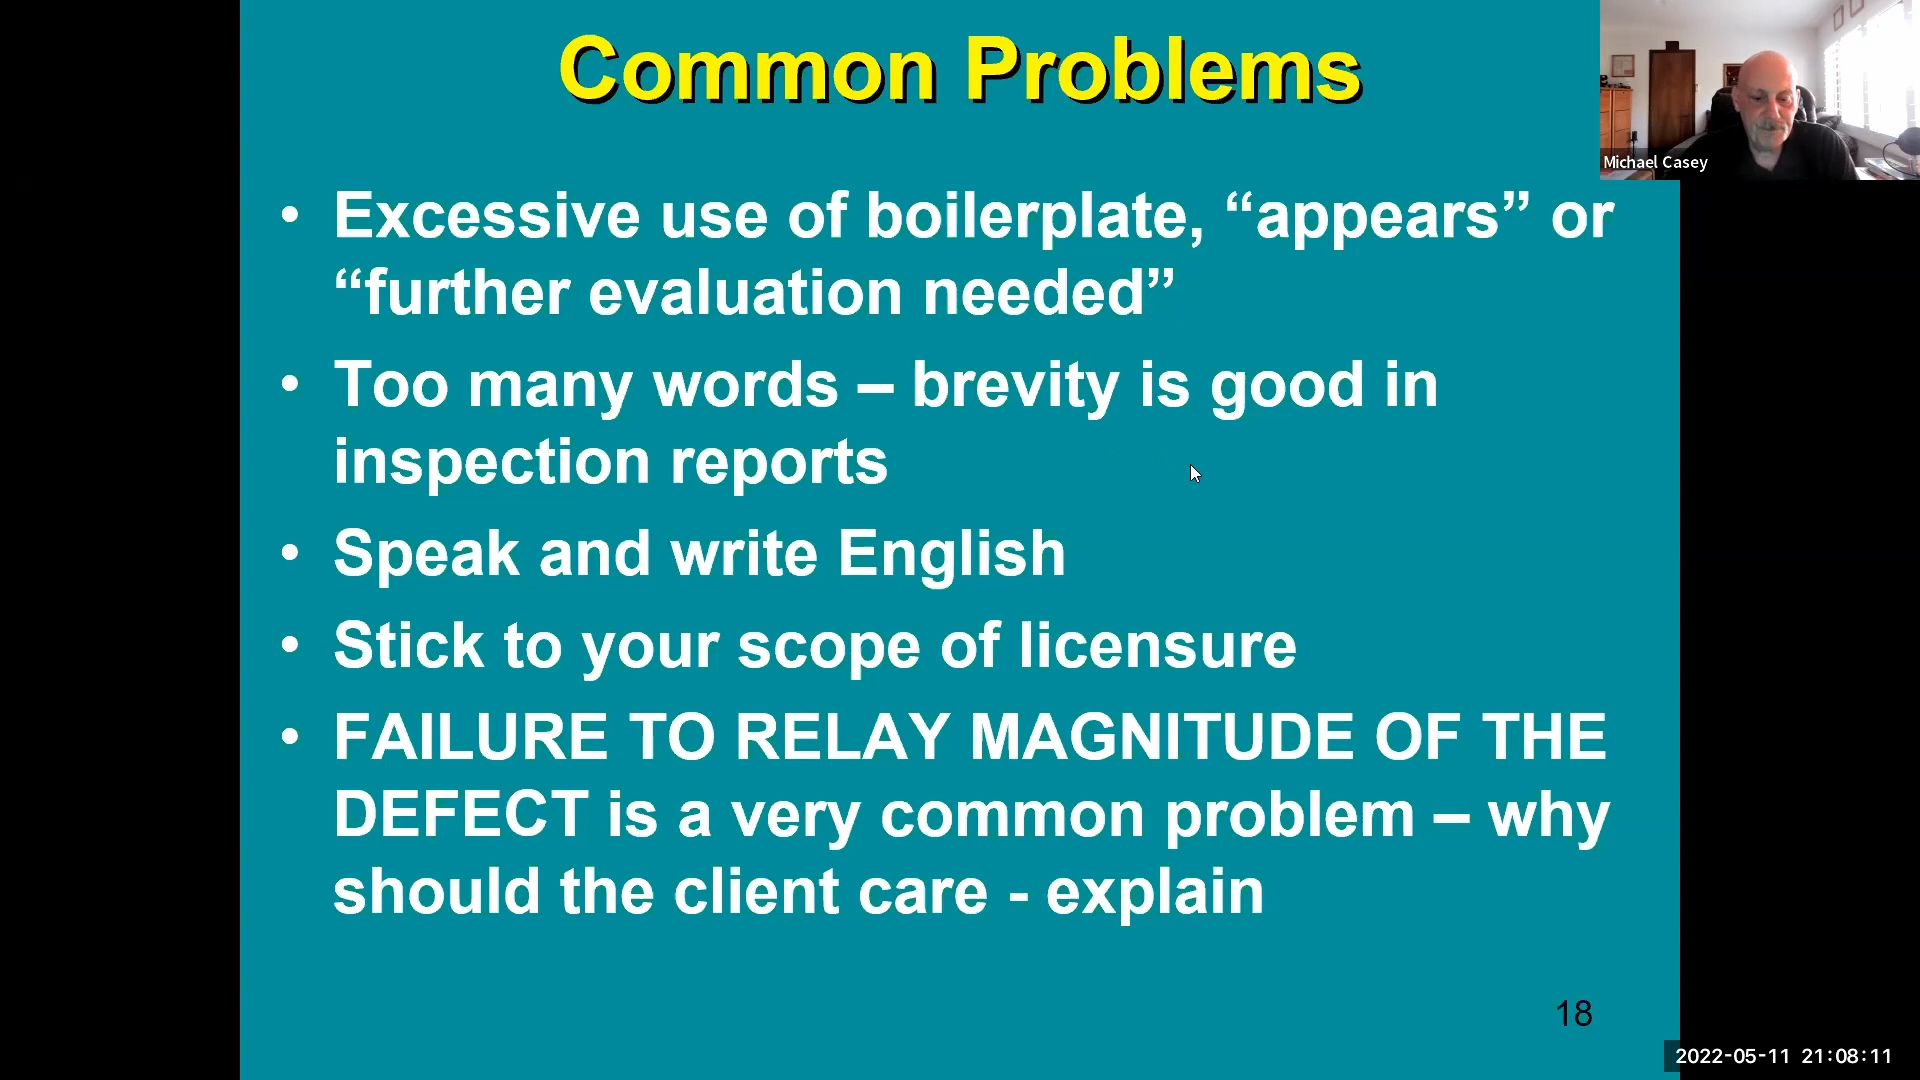 Common Problems
Michael Casey
• Excessive use of boilerplate, “appears” or
“further evaluation needed”
• Too many words – brevity is good in
inspection reports
• Speak and write English
• Stick to your scope of licensure
• FAILURE TO RELAY MAGNITUDE OF THE
DEFECT is a very common problem – why
should the client care - explain
18
2022-05-11 21:08:11